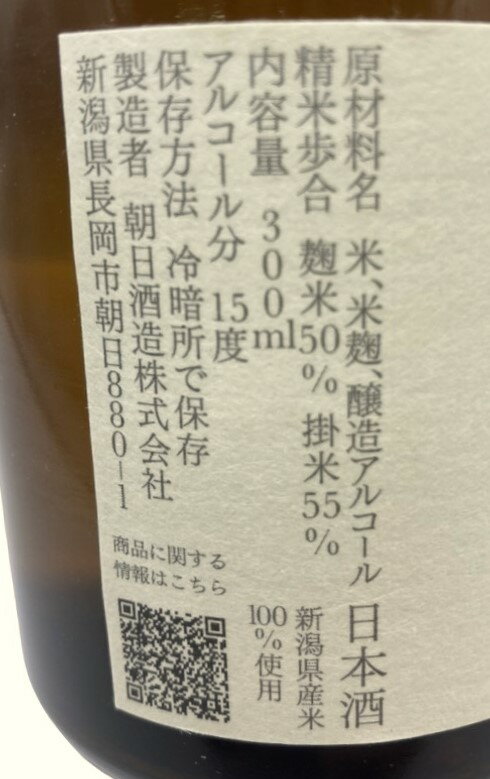 原材料名 米、米麹、醸造アルコール
精米歩合 麹米50% 掛米55%
内容量 300ml
アルコール分 15度
保存方法 冷暗所で保存
製造者 朝日酒造株式会社
新潟県長岡市朝日880-1
日本酒
新潟県産米
100%使用
商品に関する
情報はこちら